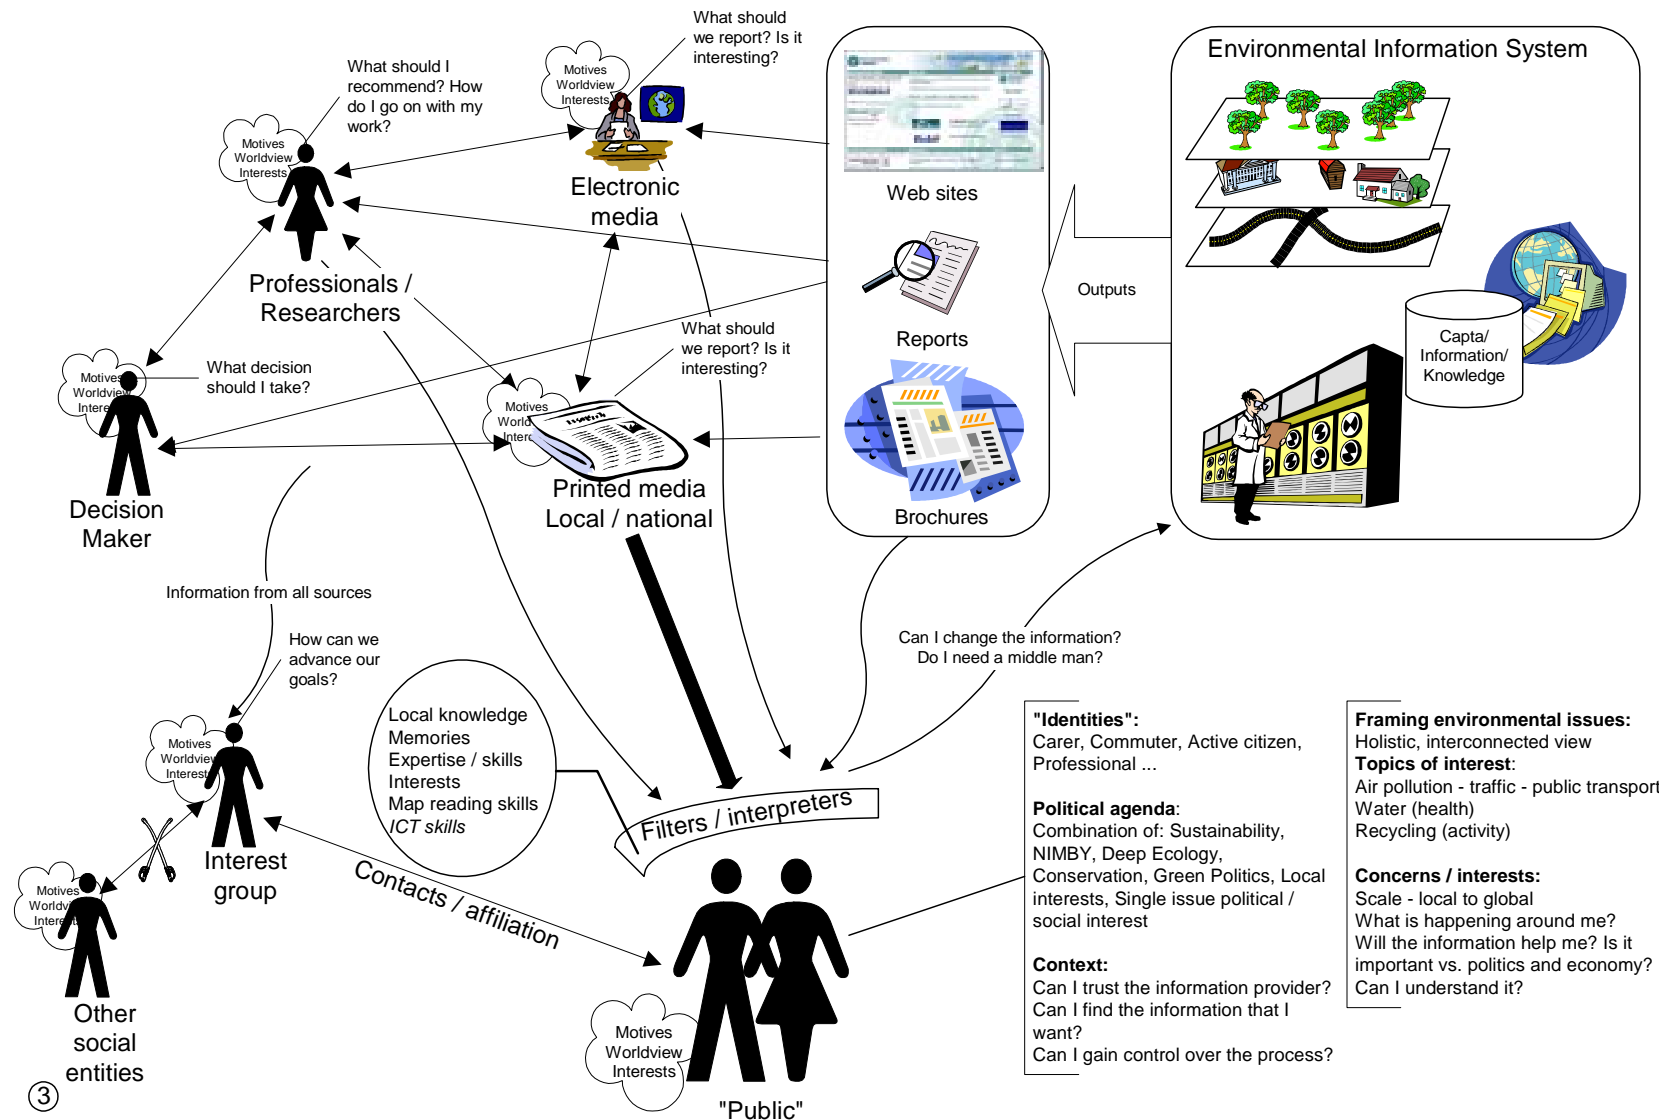 What should
we report? Is it
interesting?
Environmental Information System
What should I
recommend? How
do I go on with my
work?
Motives
Worldview
Interests
Motives
Worldview
Interests
Electronic
media
Web sites
Professionals /
Researchers
Outputs
Reports
Capta/
Information/
Knowledge
What should
we report? Is it
interesting?
What decision
should I take?
Motives
Worldview
Interests
Motives
Brochures
Printed media
Local / national
Decision
Maker
Information from all sources
How can we
advance our
goals?
Can I change the information?
Do I need a middle man?
Motives
Worldview
Interests
Local knowledge
Memories
Expertise / skills
Interests
Map reading skills
ICT skills
Filters / interpreters
Interest
group
Contacts / affiliation
Motives
Other
social
entities
Motives
Worldview
Interests
"Public"
"Identities":
Carer, Commuter, Active citizen,
Professional ...
Political agenda:
Combination of: Sustainability,
NIMBY, Deep Ecology,
Conservation, Green Politics, Local
interests, Single issue political /
social interest
Context:
Can I trust the information provider?
Can I find the information that I
want?
Can I gain control over the process?
Framing environmental issues:
Holistic, interconnected view
Topics of interest:
Air pollution - traffic - public transport
Water (health)
Recycling (activity)
Concerns / interests:
Scale - local to global
What is happening around me?
Will the information help me? Is it
important vs. politics and economy?
Can I understand it?
3